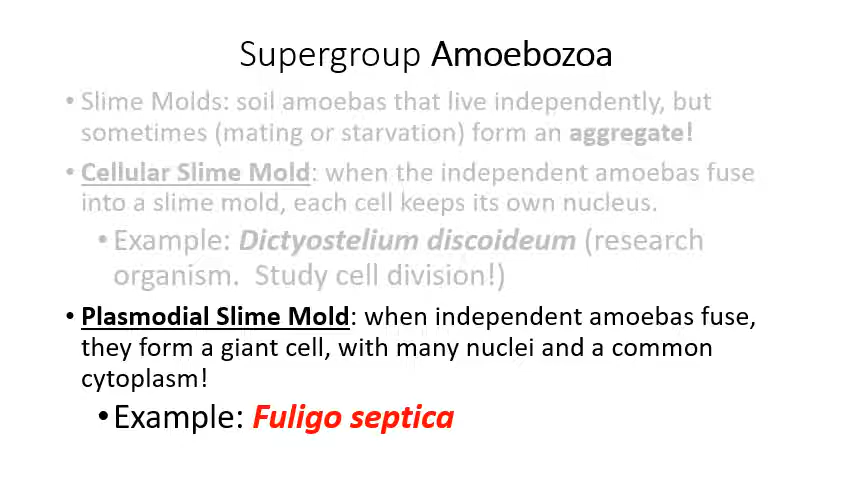 Supergroup Amoebozoa
• Slime Molds: soil amoebas that live independently, but
sometimes (mating or starvation) form an aggregate!
• Cellular Slime Mold: when the independent amoebas fuse
into a slime mold, each cell keeps its own nucleus.
• Example: Dictyostelium discoideum (research
organism. Study cell division!)
• Plasmodial Slime Mold: when independent amoebas fuse,
they form a giant cell, with many nuclei and a common
cytoplasm!
• Example: Fuligo septica